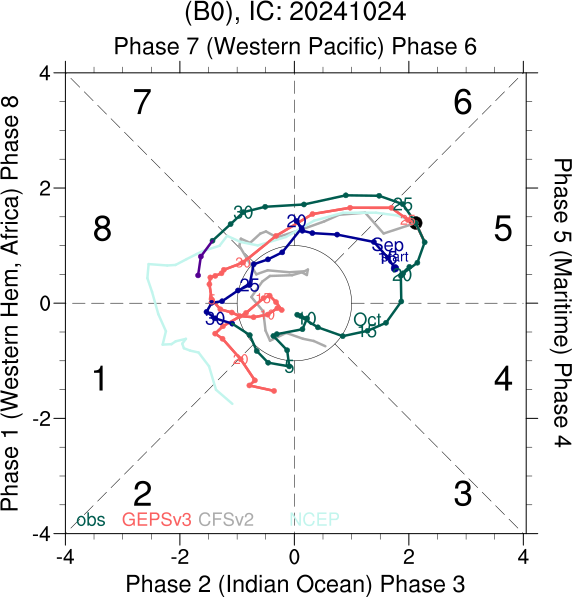 (B0), IC: 20241024
Phase 7 (Western Pacific) Phase 6
4
7
6
Phase 1 (Western Hem, Africa) Phase 8
Phase 5 (Maritime) Phase 4
2
30
25
20
25
8
5
Sep
start
30
20
25
0
15
30
10
Oct
15
5
20
1
4
-2
2
3
obs
GEPSv3
CFSv2
NCEP
-4
-4
-2
0
2
4
Phase 2 (Indian Ocean) Phase 3